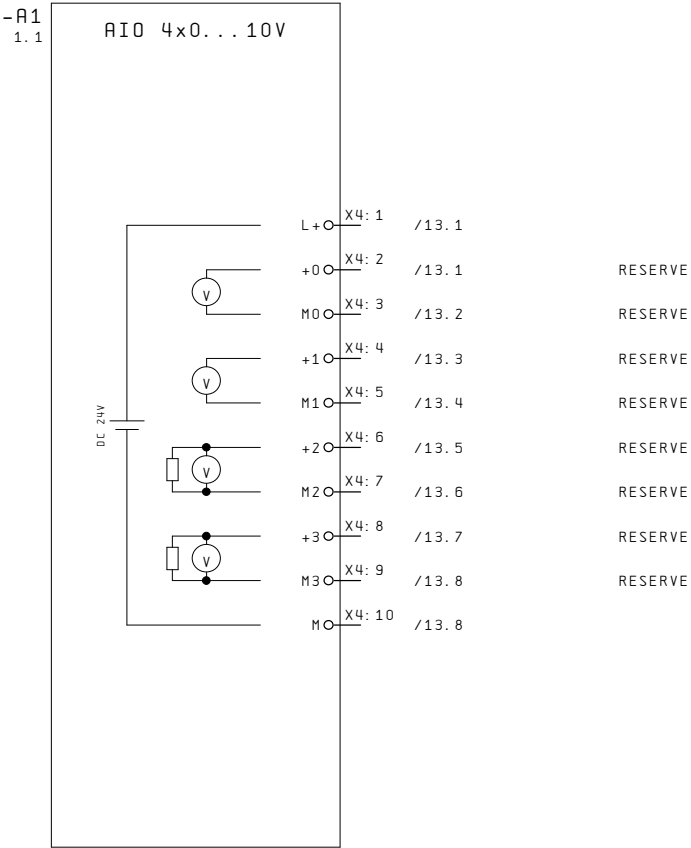 -A1
1.1
AIO 4x0...10V
L+ X4:1 /13.1
+0 X4:2 /13.1 RESERVE
V
M0 X4:3 /13.2 RESERVE
+1 X4:4 /13.3 RESERVE
V
M1 X4:5 /13.4 RESERVE
DC 24V
+2 X4:6 /13.5 RESERVE
V
M2 X4:7 /13.6 RESERVE
+3 X4:8 /13.7 RESERVE
V
M3 X4:9 /13.8 RESERVE
M X4:10 /13.8